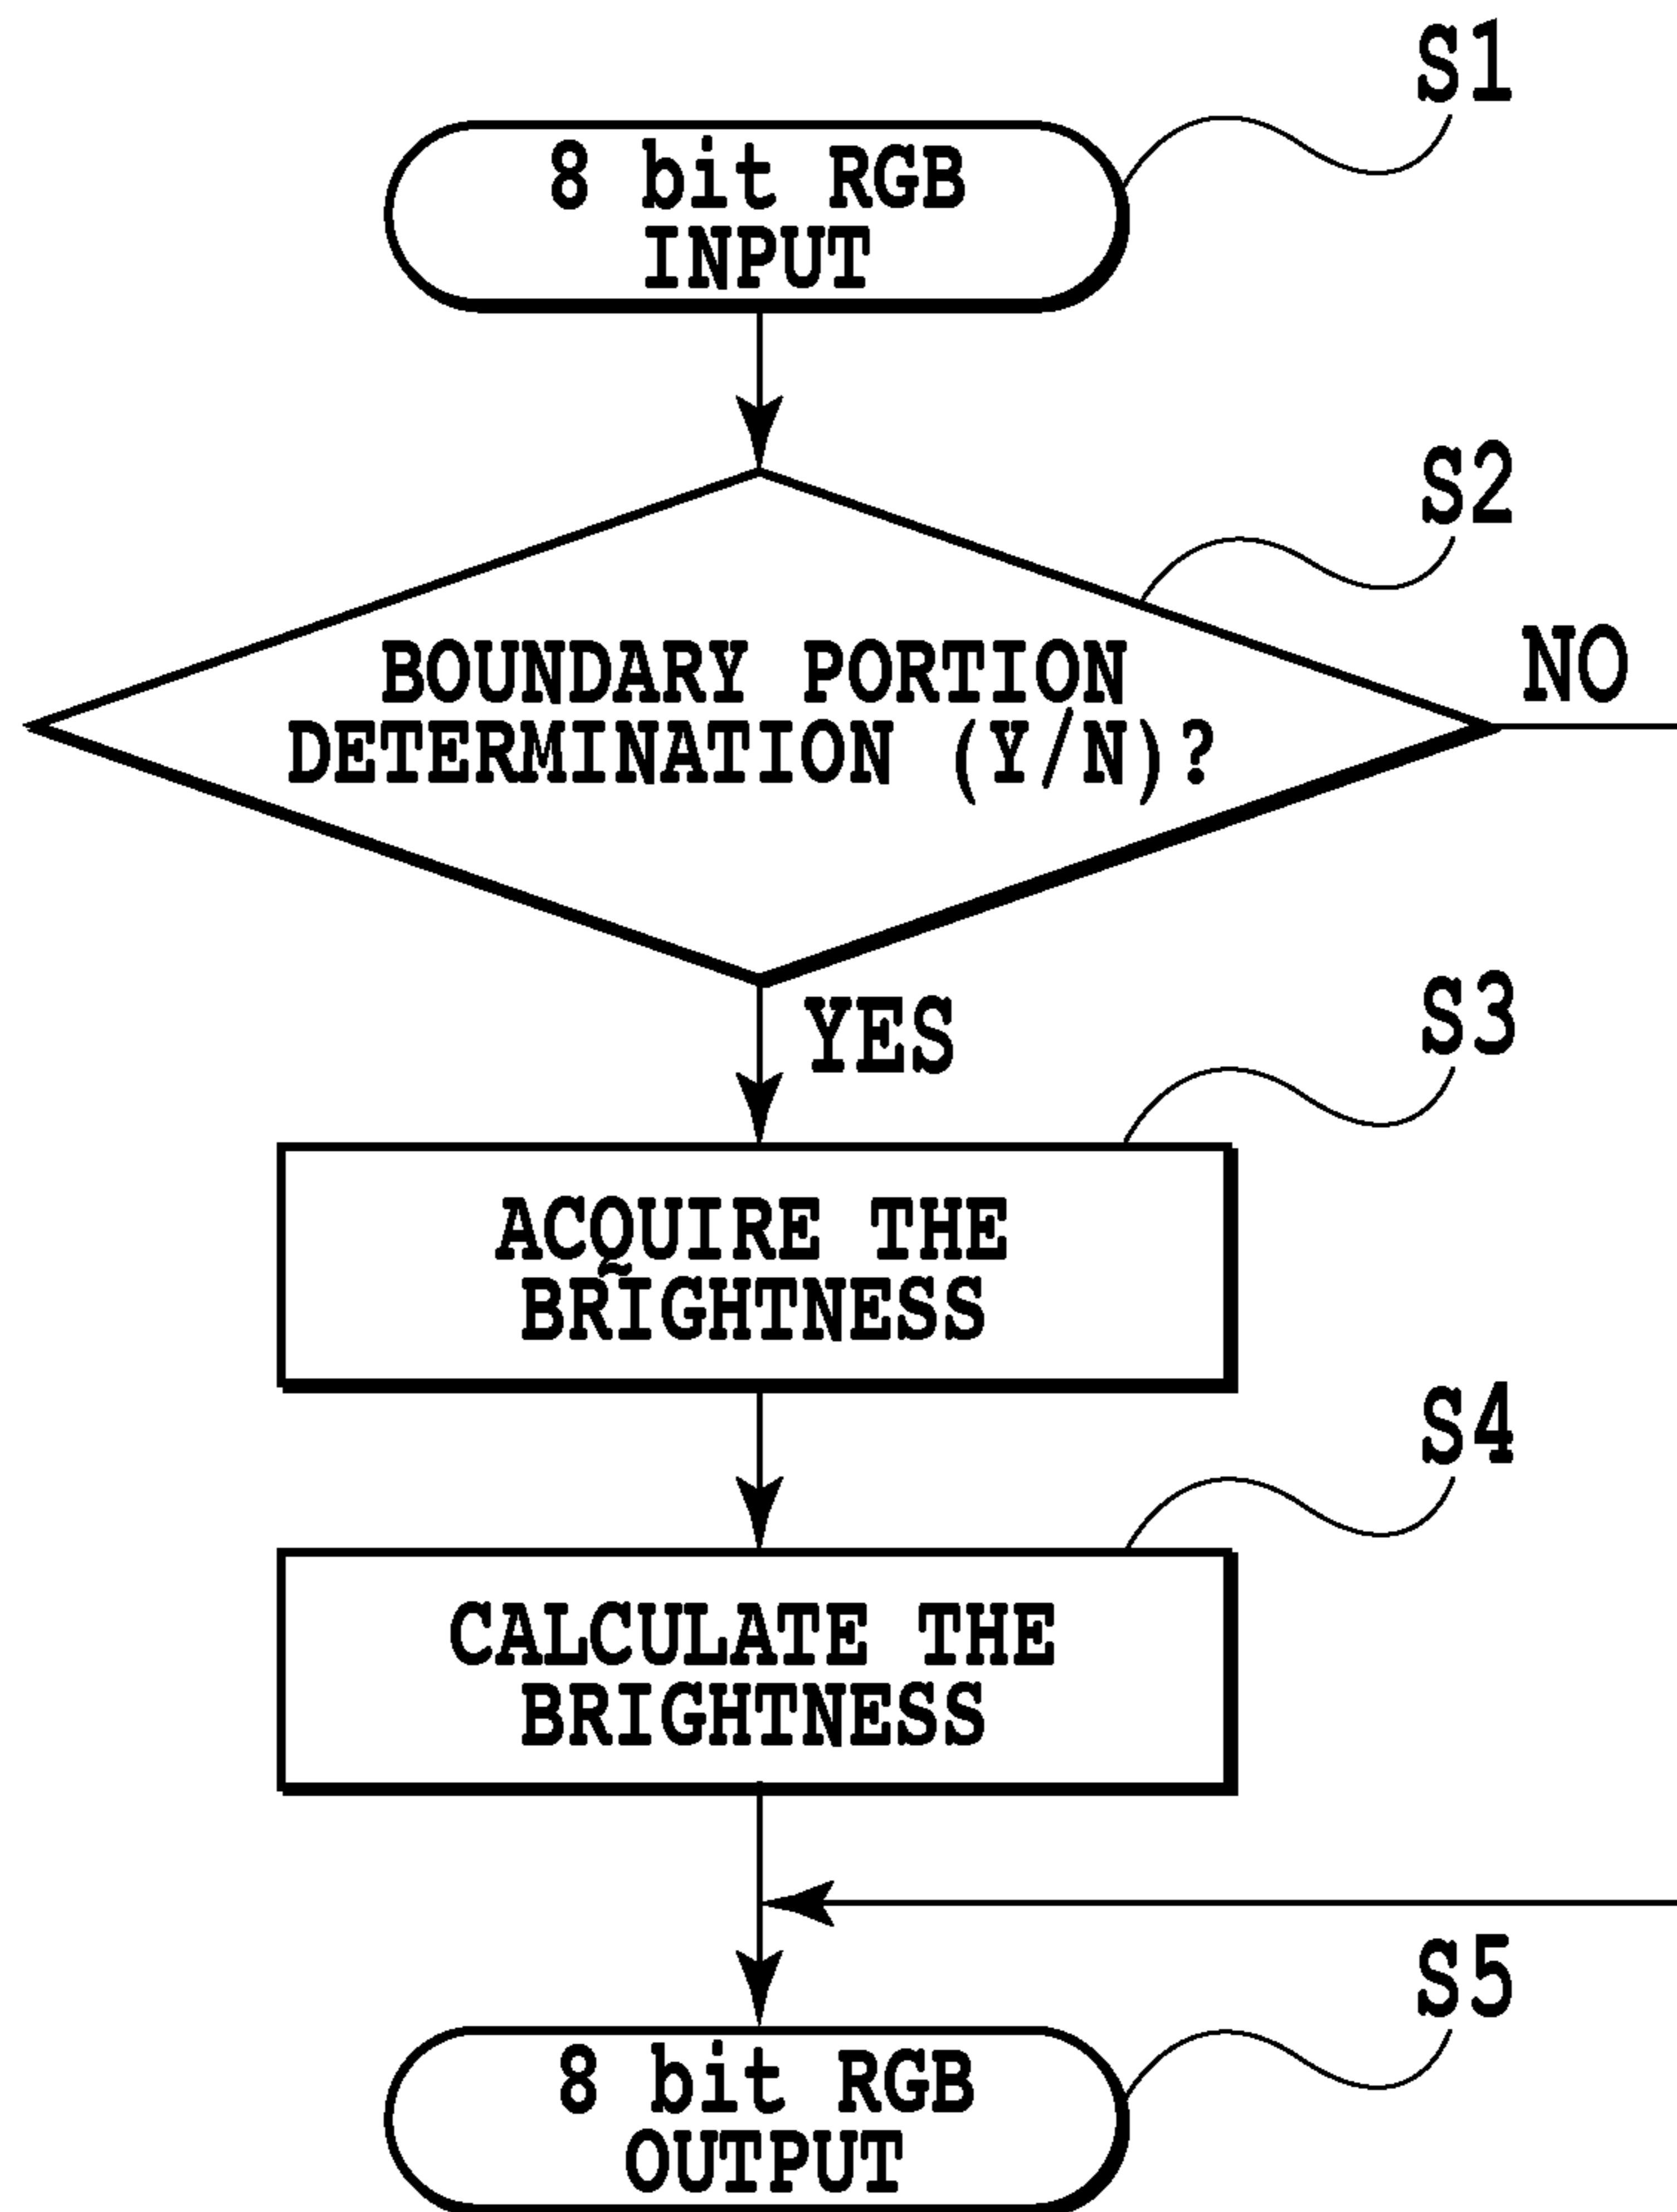 S1
8 bit RGB
INPUT
S2
BOUNDARY PORTION
DETERMINATION (Y/N)?
NO
YES
S3
ACQUIRE THE
BRIGHTNESS
S4
CALCULATE THE
BRIGHTNESS
S5
8 bit RGB
OUTPUT